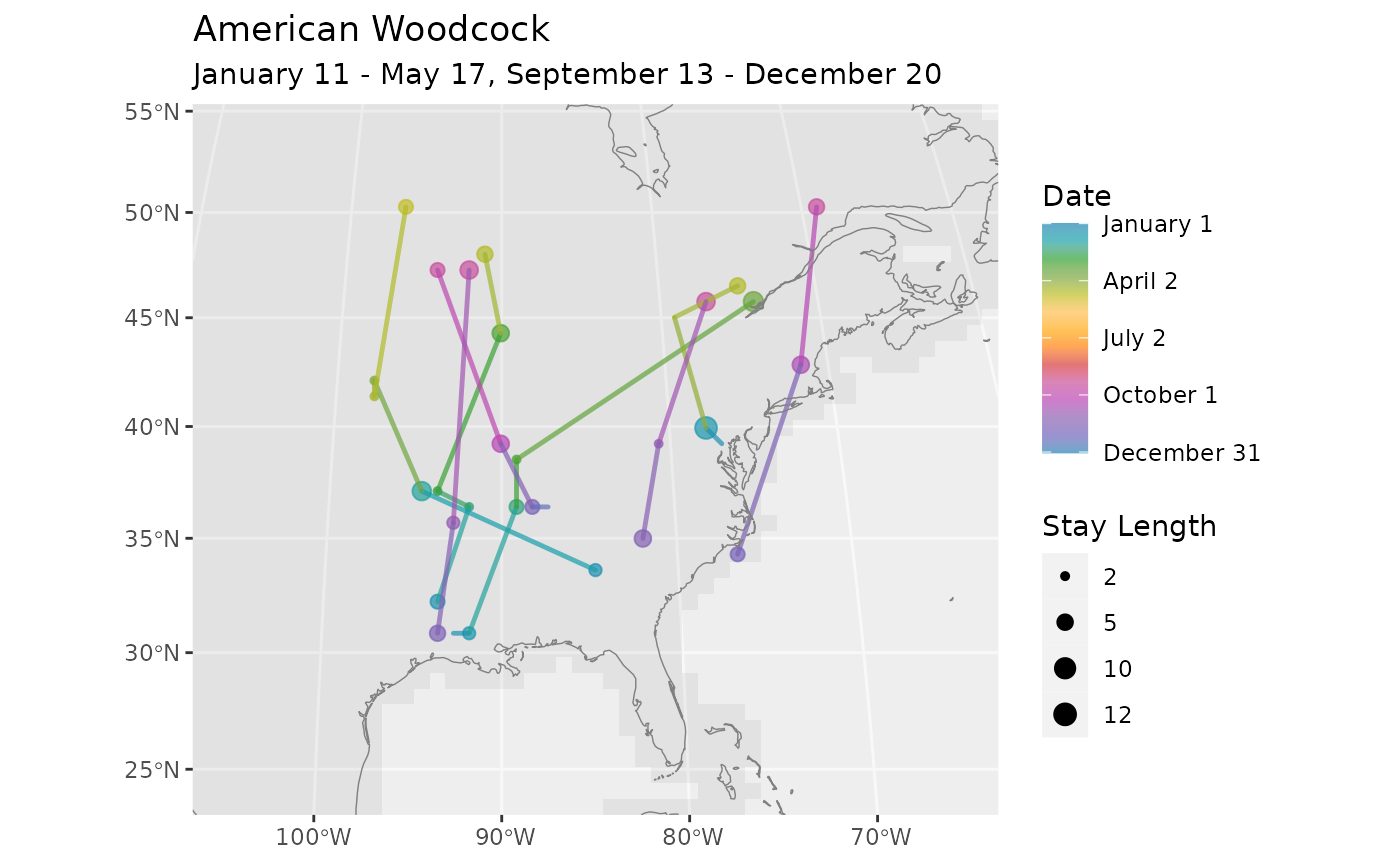 American Woodcock
January 11 - May 17, September 13 - December 20
55°N
50°N
45°N
40°N
35°N
30°N
25°N
100°W
90°W
80°W
70°W
Date
January 1
April 2
July 2
October 1
December 31
Stay Length
2
5
10
12